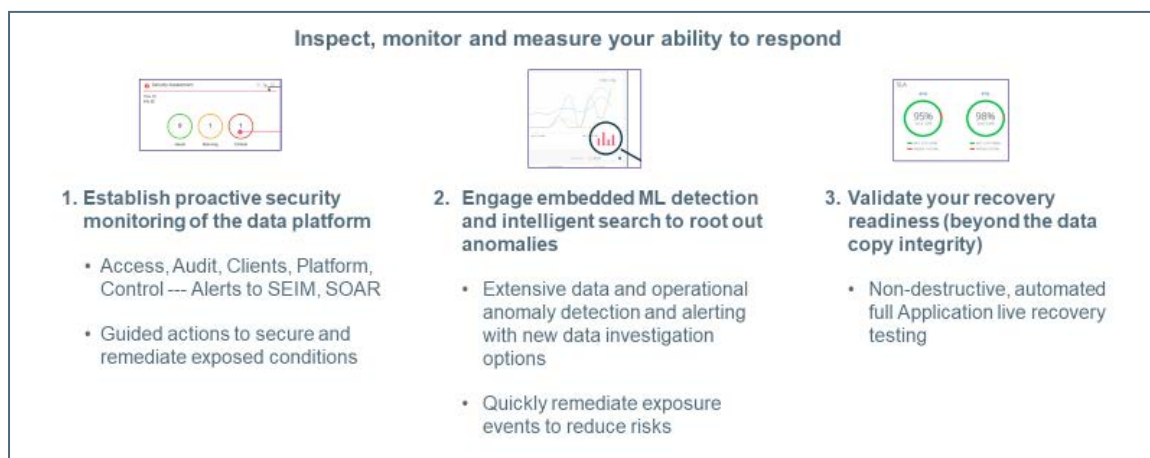 Inspect, monitor and measure your ability to respond
Security Assessment
95%
98%
SLA
1. Establish proactive security
monitoring of the data platform
• Access, Audit, Clients, Platform,
Control --- Alerts to SEIM, SOAR
• Guided actions to secure and
remediate exposed conditions
2. Engage embedded ML detection
and intelligent search to root out
anomalies
• Extensive data and operational
anomaly detection and alerting
with new data investigation
options
• Quickly remediate exposure
events to reduce risks
3. Validate your recovery
readiness (beyond the data
copy integrity)
• Non-destructive, automated
full Application live recovery
testing